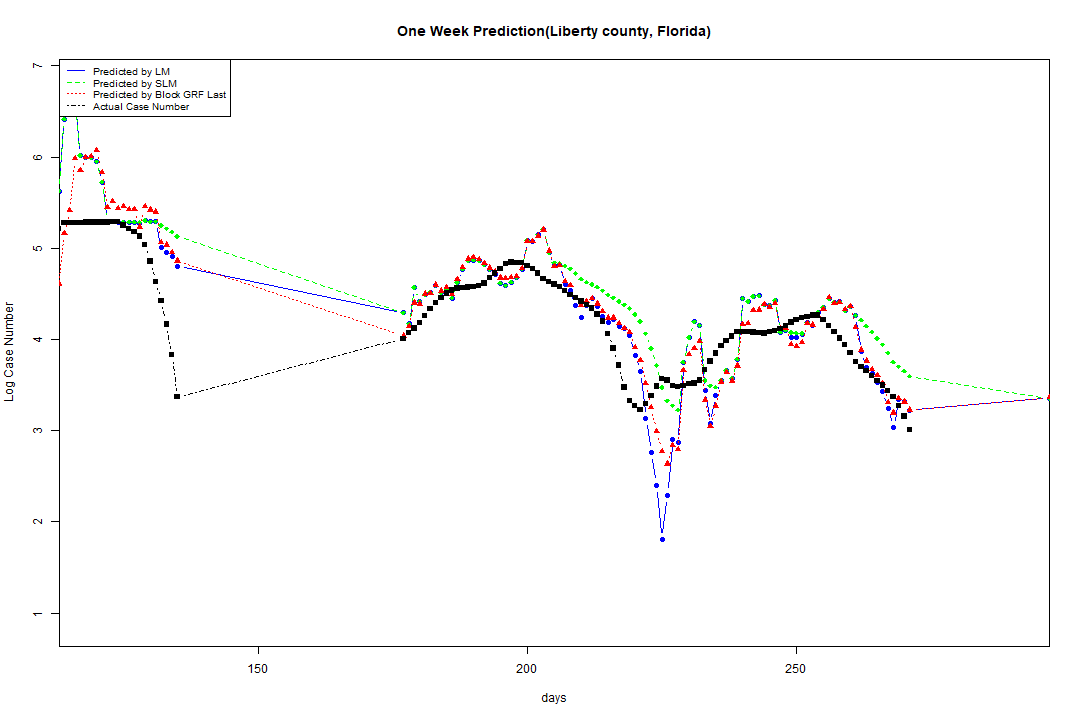 One Week Prediction(Liberty county, Florida)
Predicted by LM
Predicted by SLM
Predicted by Block GRF Last
Actual Case Number
Log Case Number
7
6
5
4
3
2
1
150 200 250
days